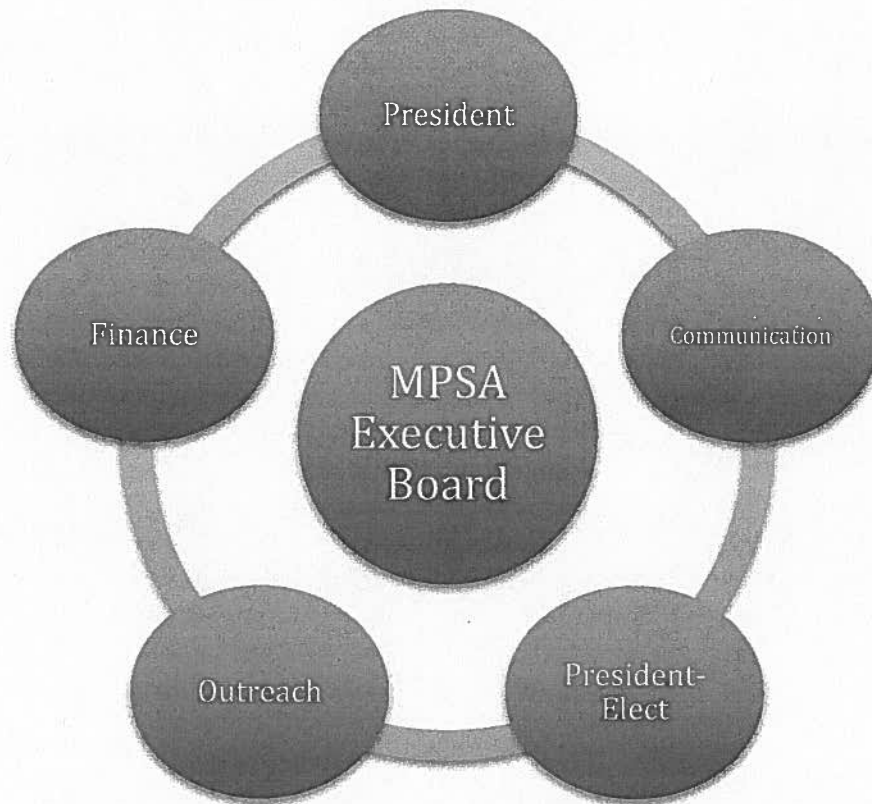 President
Finance
Communication
MPSA
Executive
Board
Outreach
President-
Elect